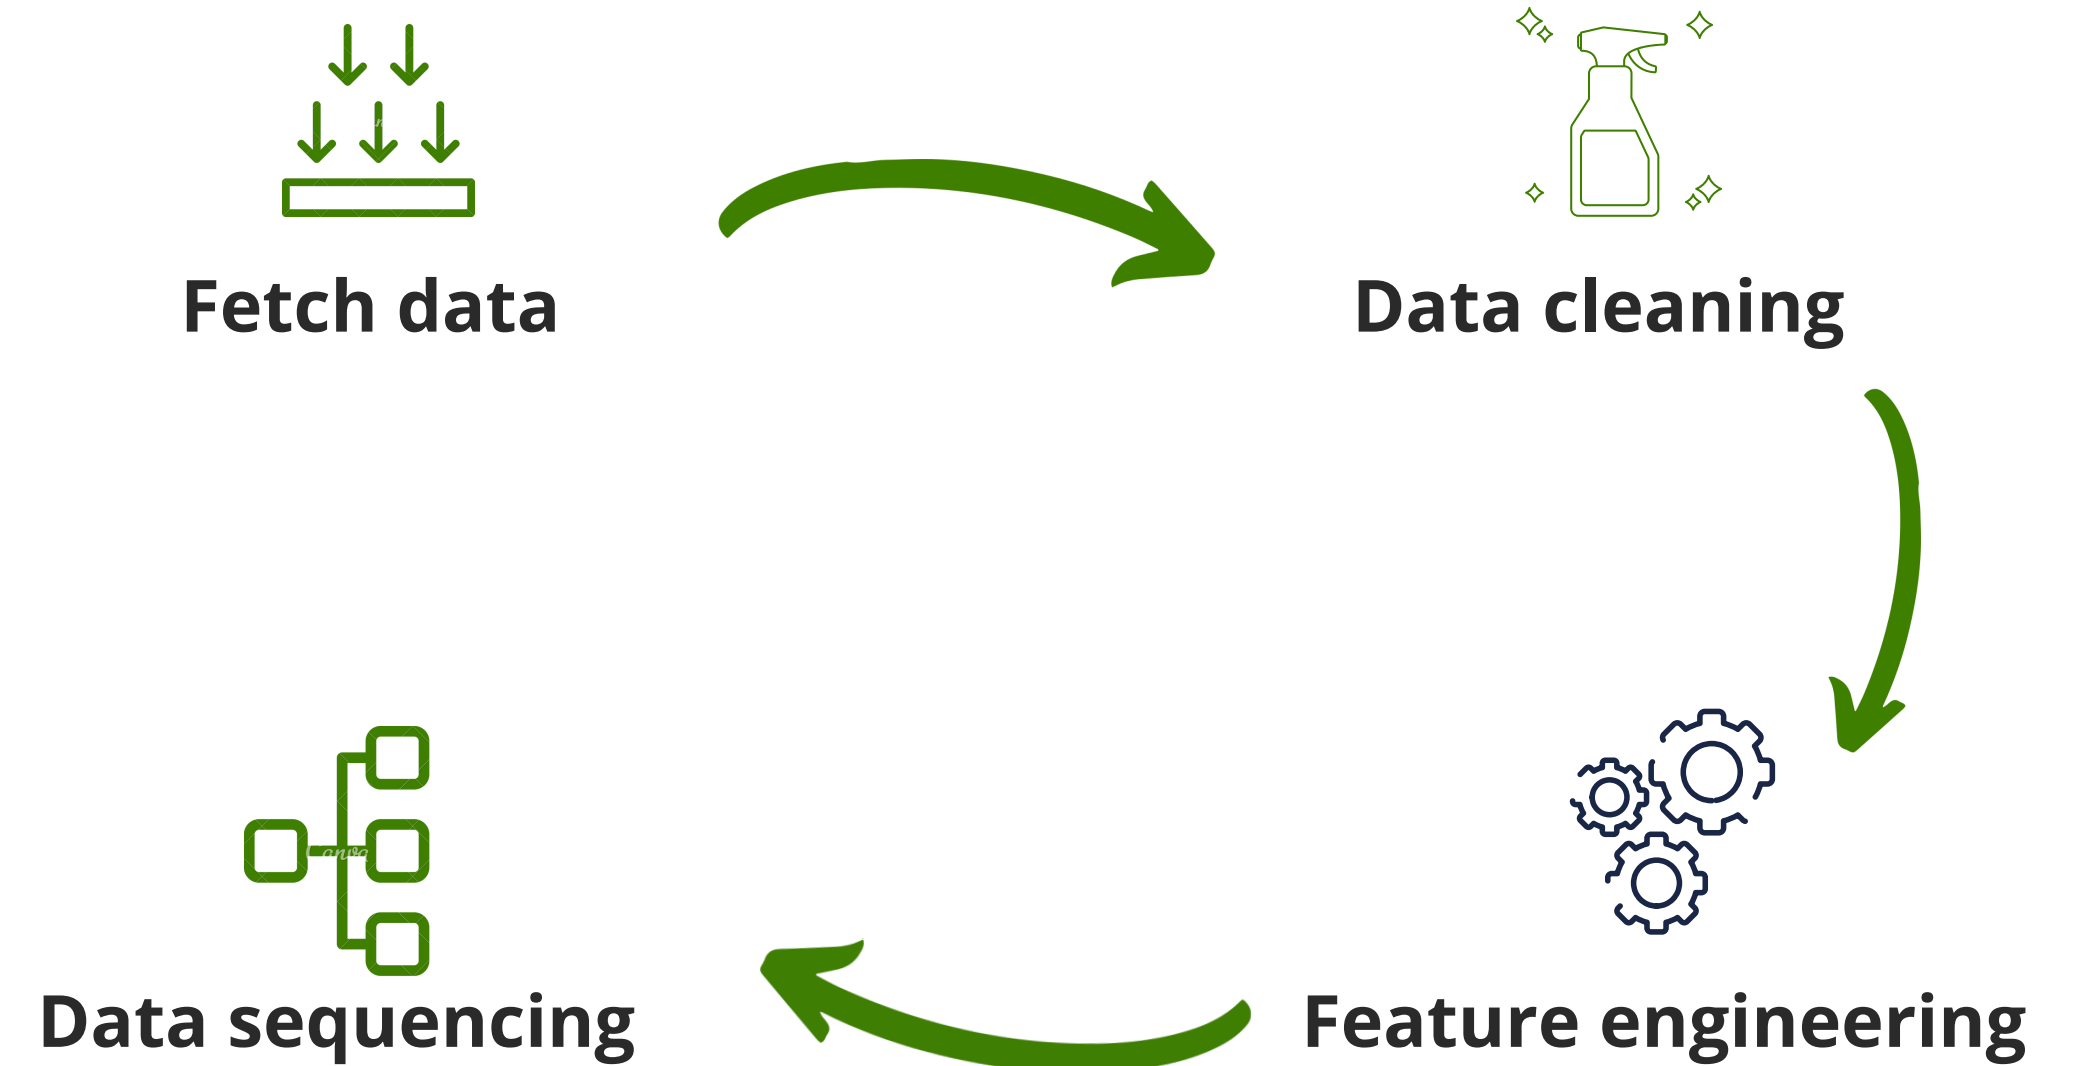 Fetch data
Data cleaning
Data sequencing
Feature engineering